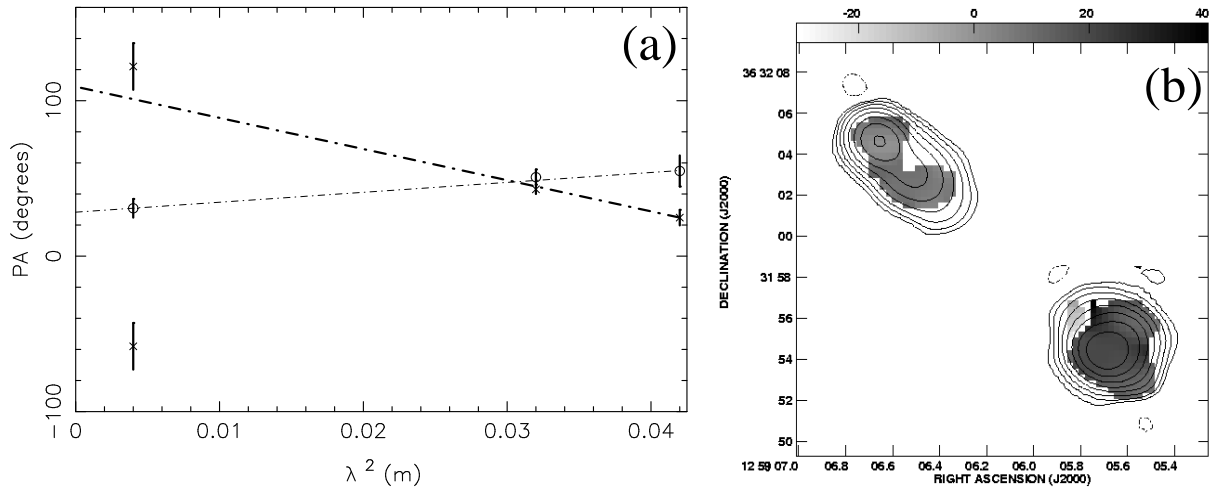 (a)
PA (degrees)
100
0
−100
0 0.01 0.02 0.03 0.04
λ 2 (m)
(b)
-20 0 20 40
DECLINATION (J2000)
36 32 08
06
04
02
00
31 58
56
54
52
50
12 59 07.0 06.8 06.6 06.4 06.2 06.0 05.8 05.6 05.4
RIGHT ASCENSION (J2000)